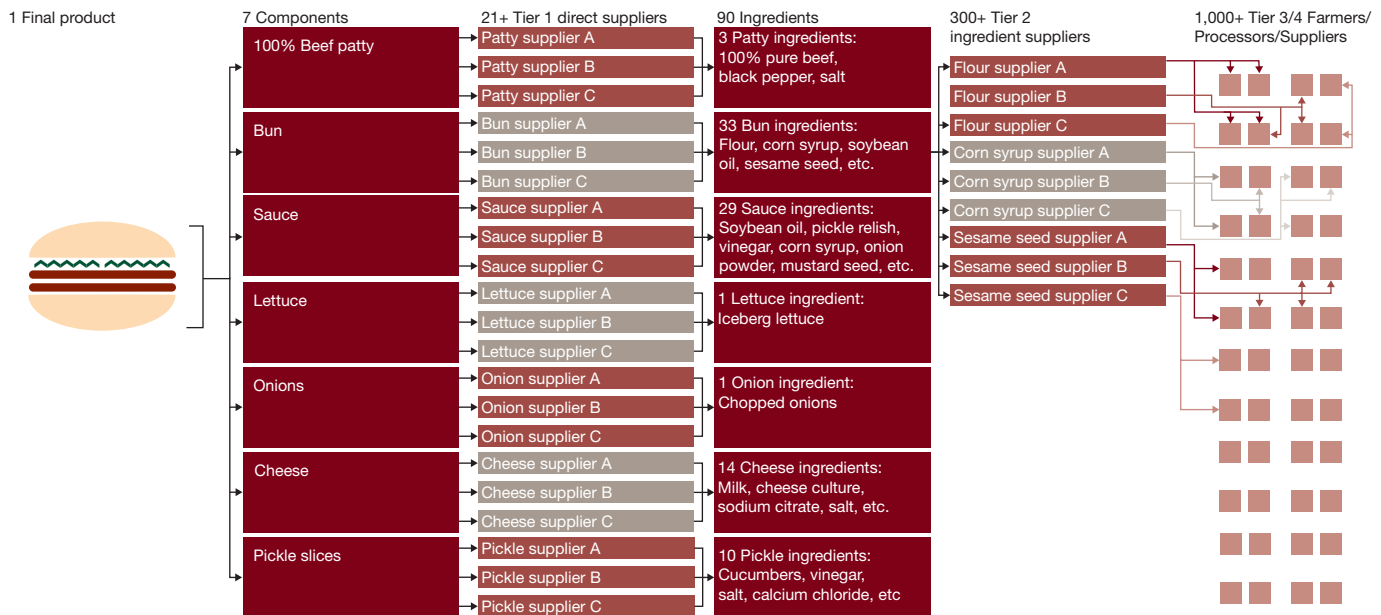 1 Final product
7 Components
21+ Tier 1 direct suppliers
90 Ingredients
300+ Tier 2
ingredient suppliers
1,000+ Tier 3/4 Farmers/
Processors/Suppliers
100% Beef patty
Bun
Sauce
Lettuce
Onions
Cheese
Pickle slices
Patty supplier A
Patty supplier B
Patty supplier C
Bun supplier A
Bun supplier B
Bun supplier C
Sauce supplier A
Sauce supplier B
Sauce supplier C
Lettuce supplier A
Lettuce supplier B
Lettuce supplier C
Onion supplier A
Onion supplier B
Onion supplier C
Cheese supplier A
Cheese supplier B
Cheese supplier C
Pickle supplier A
Pickle supplier B
Pickle supplier C
3 Patty ingredients:
100% pure beef,
black pepper, salt
33 Bun ingredients:
Flour, corn syrup, soybean
oil, sesame seed, etc.
29 Sauce ingredients:
Soybean oil, pickle relish,
vinegar, corn syrup, onion
powder, mustard seed, etc.
1 Lettuce ingredient:
Iceberg lettuce
1 Onion ingredient:
Chopped onions
14 Cheese ingredients:
Milk, cheese culture,
sodium citrate, salt, etc.
10 Pickle ingredients:
Cucumbers, vinegar,
salt, calcium chloride, etc
Flour supplier A
Flour supplier B
Flour supplier C
Corn syrup supplier A
Corn syrup supplier B
Corn syrup supplier C
Sesame seed supplier A
Sesame seed supplier B
Sesame seed supplier C